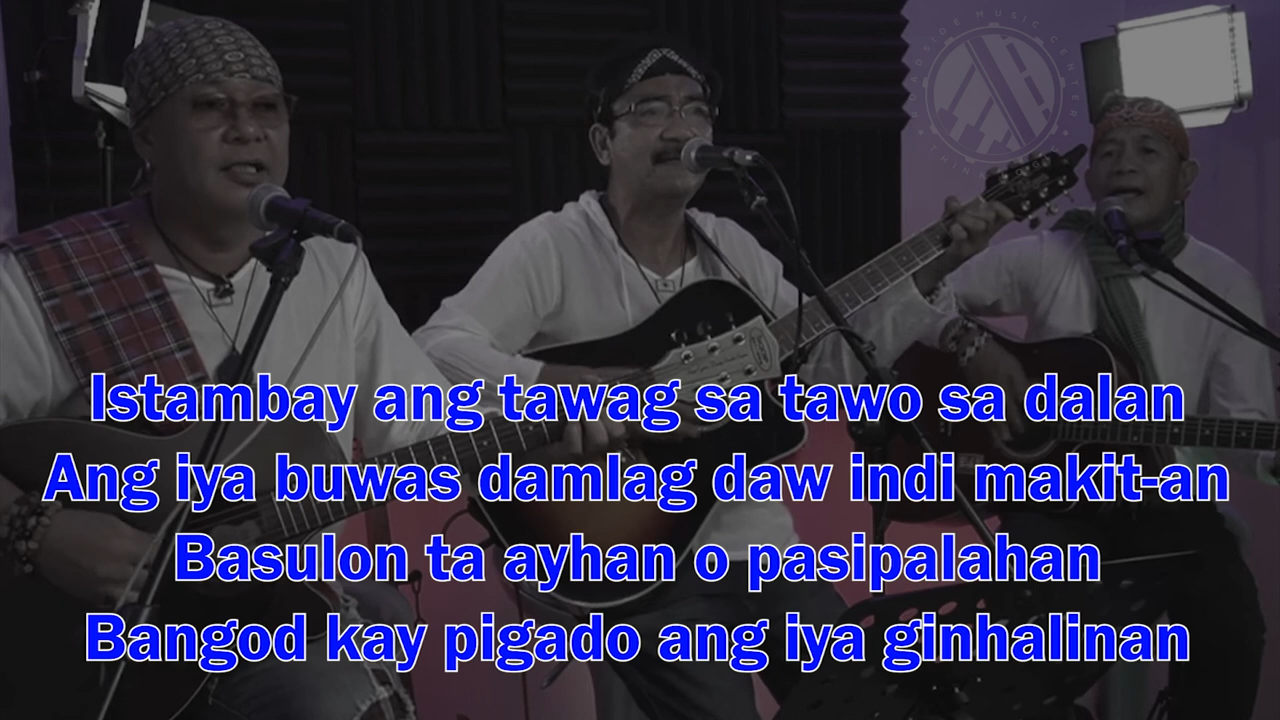 Istambay ang tawag sa tawo sa dalan
Ang iya buwas damlag daw indi makit-an
Basulon ta ayhan o pasipalahan
Bangod kay pigado ang iya ginhalinan